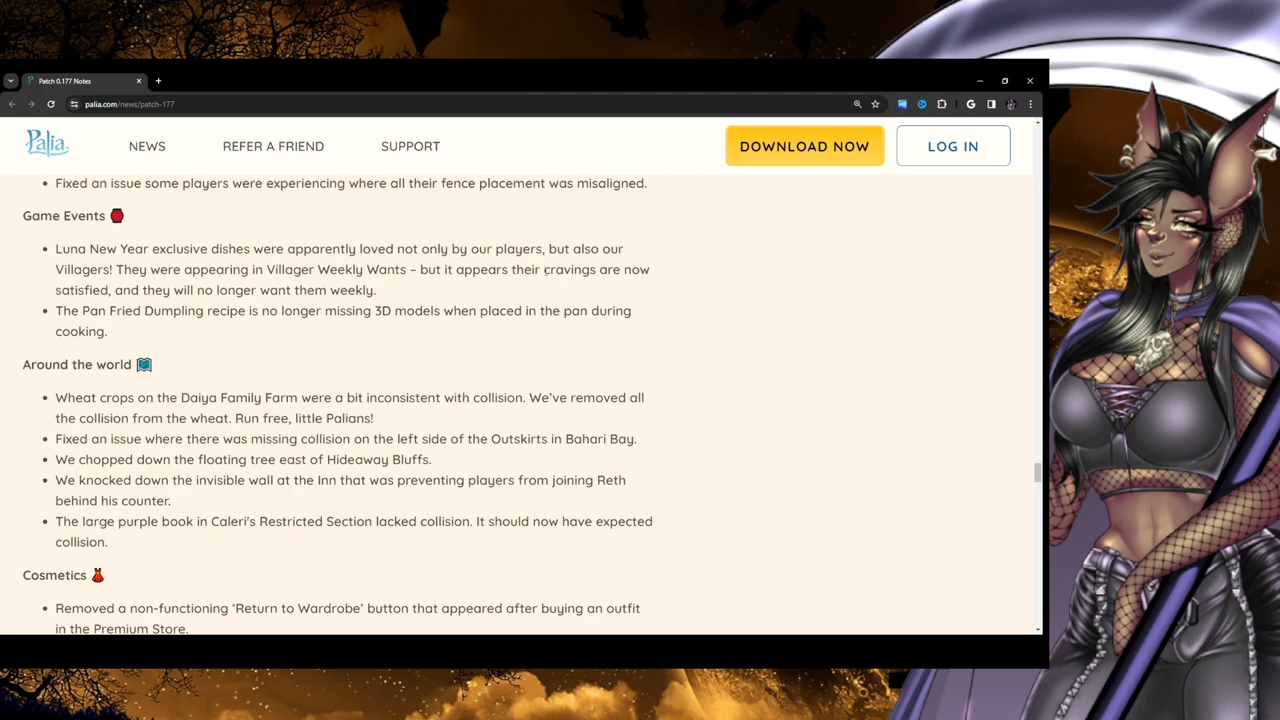 Patch 0.177 Notes
palia.com/news/patch-177
Palia
NEWS
REFER A FRIEND
SUPPORT
DOWNLOAD NOW
LOG IN
• Fixed an issue some players were experiencing where all their fence placement was misaligned.
Game Events
• Luna New Year exclusive dishes were apparently loved not only by our players, but also our
Villagers! They were appearing in Villager Weekly Wants – but it appears their cravings are now
satisfied, and they will no longer want them weekly.
• The Pan Fried Dumpling recipe is no longer missing 3D models when placed in the pan during
cooking.
Around the world
• Wheat crops on the Daiya Family Farm were a bit inconsistent with collision. We’ve removed all
the collision from the wheat. Run free, little Palians!
• Fixed an issue where there was missing collision on the left side of the Outskirts in Bahari Bay.
• We chopped down the floating tree east of Hideaway Bluffs.
• We knocked down the invisible wall at the Inn that was preventing players from joining Reth
behind his counter.
• The large purple book in Caleri's Restricted Section lacked collision. It should now have expected
collision.
Cosmetics
• Removed a non-functioning ‘Return to Wardrobe’ button that appeared after buying an outfit
in the Premium Store.